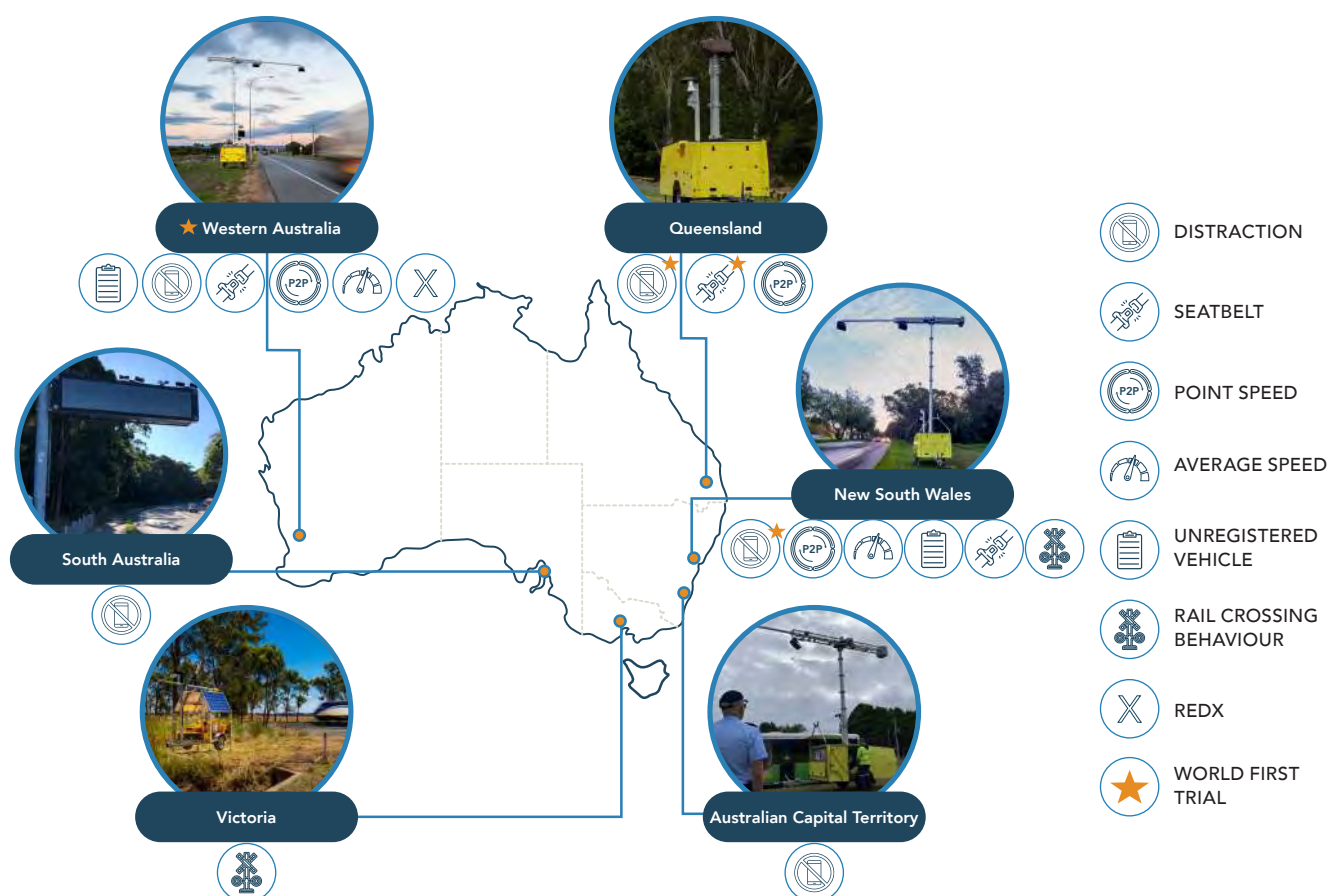 Western Australia
P2P
Queensland
P2P
New South Wales
P2P
South Australia
Victoria
Australian Capital Territory
DISTRACTION
SEATBELT
P2P
POINT SPEED
AVERAGE SPEED
UNREGISTERED
VEHICLE
RAIL CROSSING
BEHAVIOUR
REDX
WORLD FIRST
TRIAL